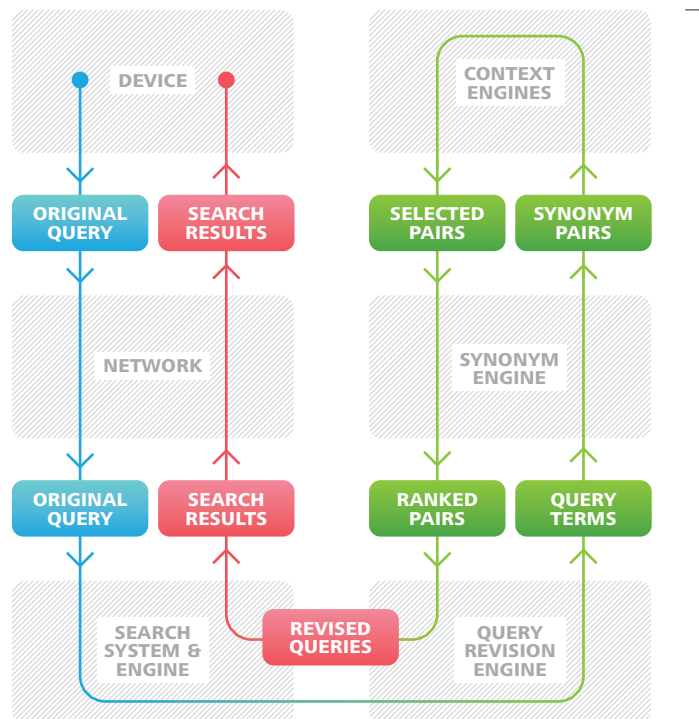 DEVICE
CONTEXT
ENGINES
ORIGINAL
QUERY
SEARCH
RESULTS
SELECTED
PAIRS
SYNONYM
PAIRS
NETWORK
SYNONYM
ENGINE
ORIGINAL
QUERY
SEARCH
RESULTS
RANKED
PAIRS
QUERY
TERMS
SEARCH
SYSTEM &
ENGINE
REVISED
QUERIES
QUERY
REVISION
ENGINE